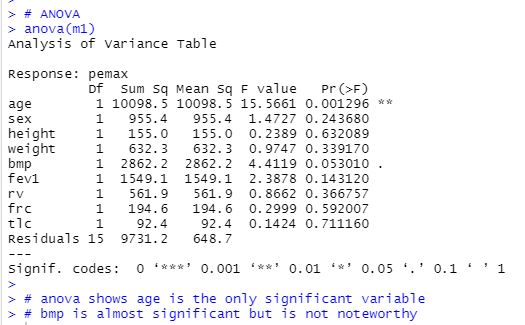 >
> # ANOVA
> anova(m1)
Analysis of Variance Table

Response: pemax
          Df  Sum Sq Mean Sq F value   Pr(>F)
age        1 10098.5 10098.5 15.5661 0.001296 **
sex        1   955.4   955.4  1.4727 0.243680
height     1   155.0   155.0  0.2389 0.632089
weight     1   632.3   632.3  0.9747 0.339170
bmp        1  2862.2  2862.2  4.4119 0.053010 .
fev1       1  1549.1  1549.1  2.3878 0.143120
rv         1   561.9   561.9  0.8662 0.366757
frc        1   194.6   194.6  0.2999 0.592007
tlc        1    92.4    92.4  0.1424 0.711160
Residuals 15  9731.2   648.7
---
Signif. codes:  0 ‘***’ 0.001 ‘**’ 0.01 ‘*’ 0.05 ‘.’ 0.1 ‘ ’ 1
>
> # anova shows age is the only significant variable
> # bmp is almost significant but is not noteworthy